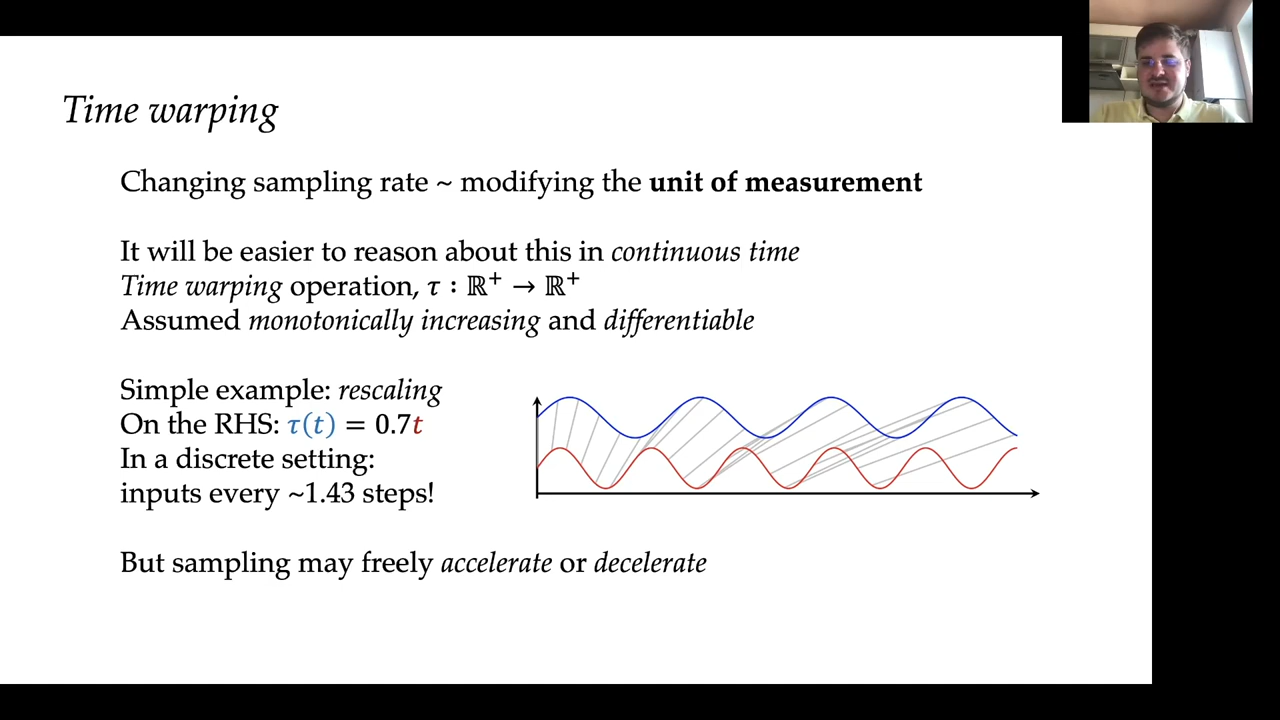 Time warping
Changing sampling rate ~ modifying the unit of measurement
It will be easier to reason about this in continuous time
Time warping operation, τ : ℝ⁺ → ℝ⁺
Assumed monotonically increasing and differentiable
Simple example: rescaling
On the RHS: τ(t) = 0.7t
In a discrete setting:
inputs every ~1.43 steps!
But sampling may freely accelerate or decelerate